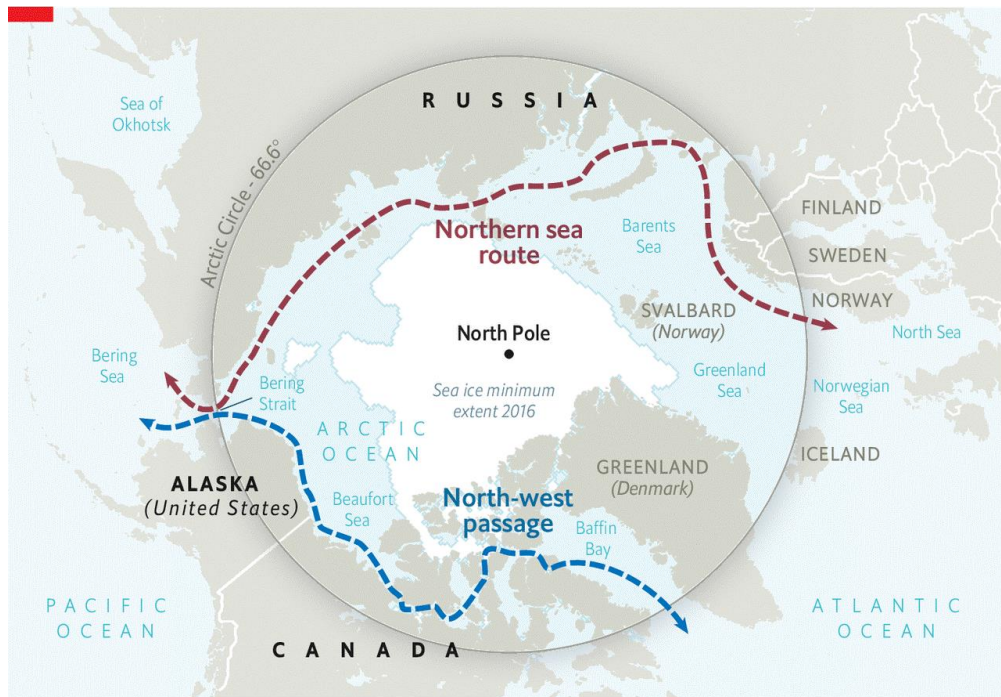 RUSSIA
Sea of
Okhotsk
Arctic Circle - 66.6°
FINLAND
Northern sea
route
Barents
Sea
SWEDEN
SVALBARD
(Norway)
NORWAY
North Pole
North Sea
Bering
Sea
Bering
Strait
Sea ice minimum
extent 2016
Greenland
Sea
Norwegian
Sea
ARCTIC
OCEAN
ICELAND
GREENLAND
(Denmark)
ALASKA
(United States)
Beaufort
Sea
North-west
passage
Baffin
Bay
PACIFIC
OCEAN
ATLANTIC
OCEAN
CANADA